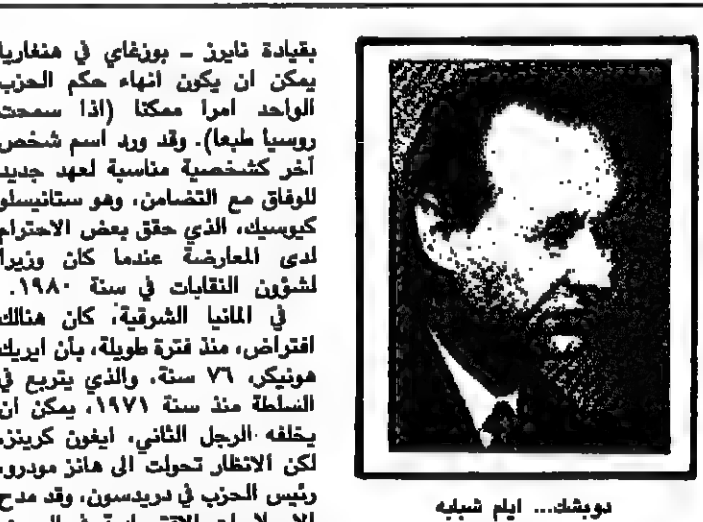 بقيادة نايرز ـ بوزغاي في هنغاريا
يمكن ان يكون انهاء حكم الحزب
الواحد امرا ممكنا (اذا سمحت
روسيا طبعا). وقد ورد اسم شخص
آخر كشخصية مناسبة لعهد جديد
للوفاق مع التضامن، وهو ستانيسلو
كيوسيك، الذي حقق بعض الاحترام
لدى المعارضة عندما كان وزيرا
لشؤون النقابات في سنة ١٩٨٠.
في المانيا الشرقية، كان هنالك
افتراض، منذ فترة طويلة، بأن ايريك
هونيكر، ٧٦ سنة، والذي يتربع في
السلطة منذ سنة ١٩٧١، يمكن ان
يخلفه الرجل الثاني، ايغون كرينز.
لكن الانظار تحولت الى هانز مودرو،
رئيس الحزب في دريدسون، وقد مدح
دوبشك... ايام شبابه